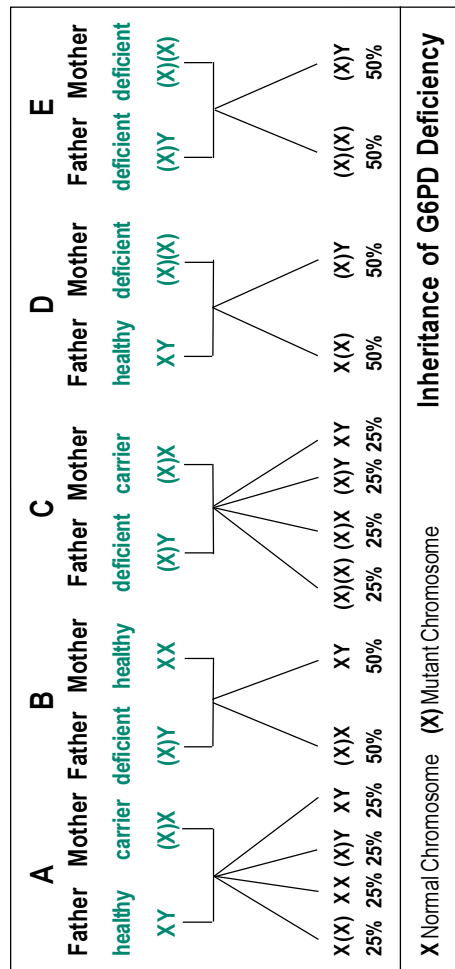 A B C D E
Father Mother Father Mother Father Mother Father Mother Father Mother
healthy carrier deficient healthy deficient carrier healthy deficient deficient deficient
XY (X)X (X)Y XX (X)Y (X)X XY (X)(X) (X)Y (X)(X)
X(X) XX (X)Y XY (X)X XY (X)(X) (X)X (X)Y XY X(X) (X)Y (X)(X) (X)Y
25% 25% 25% 25% 50% 50% 25% 25% 25% 25% 50% 50% 50% 50%
X Normal Chromosome (X) Mutant Chromosome Inheritance of G6PD Deficiency